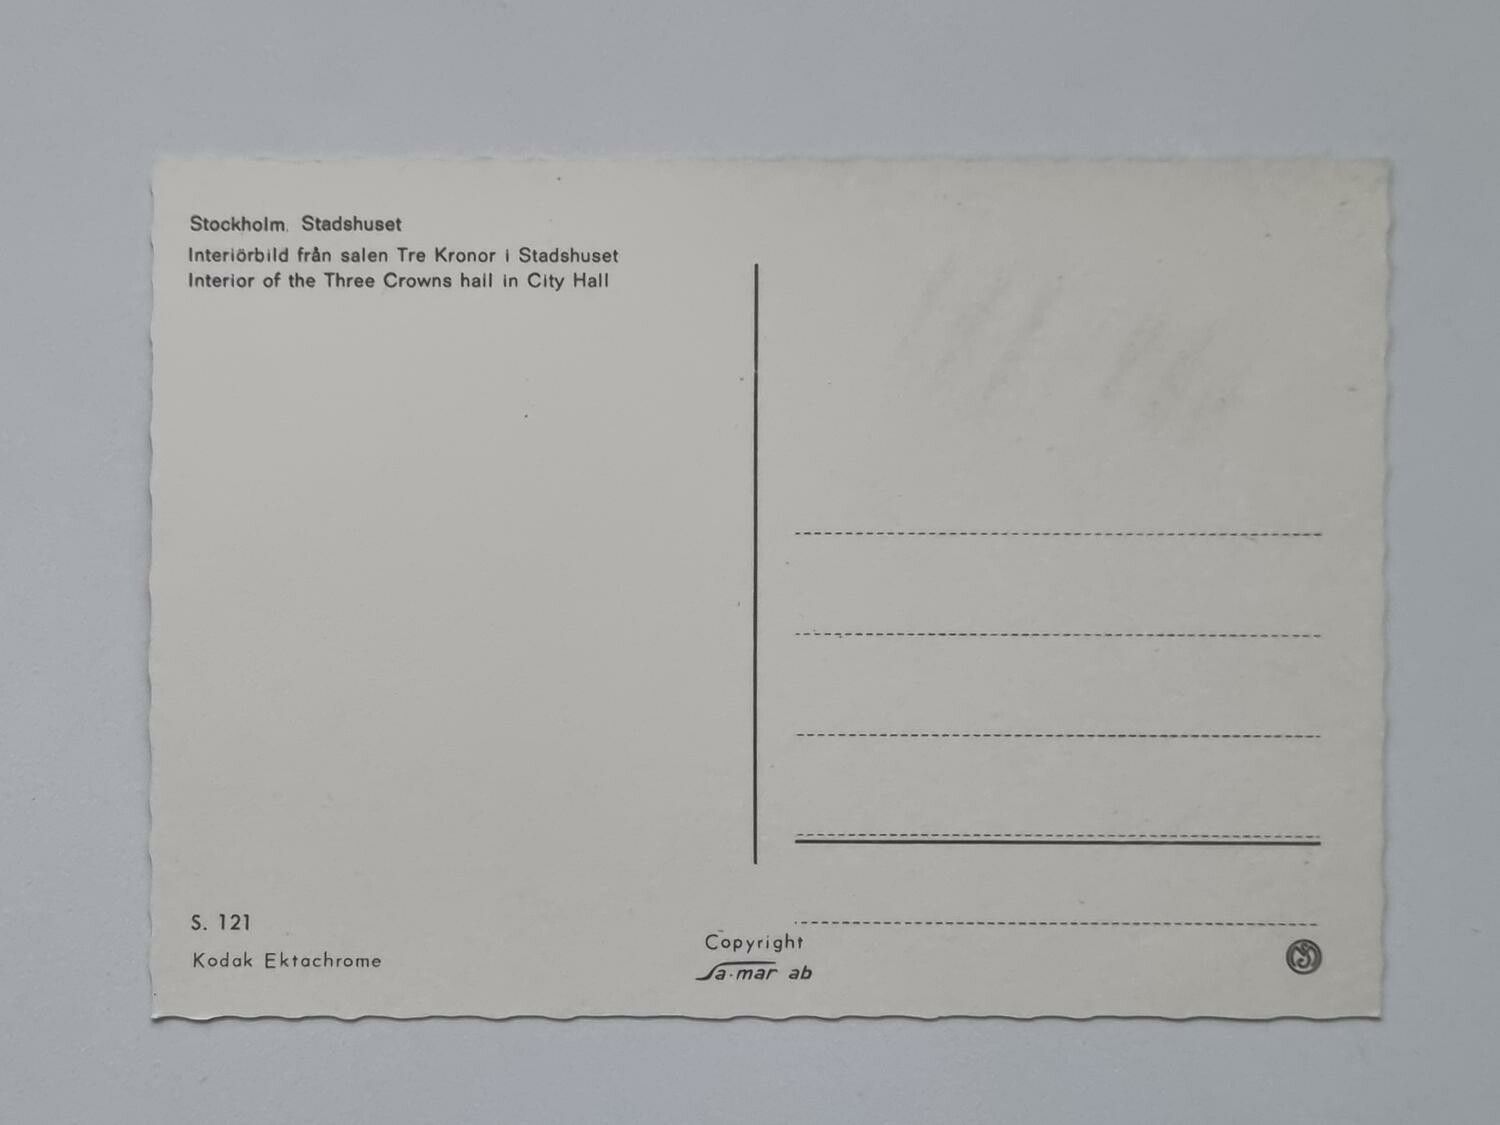 Stockholm. Stadshuset
Interiörbild från salen Tre Kronor i Stadshuset
Interior of the Three Crowns hall in City Hall
S. 121
Kodak Ektachrome
Copyright
Sa-mar ab